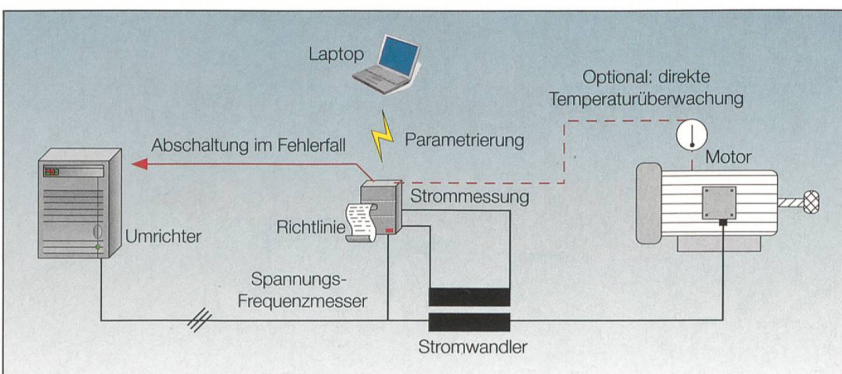 Laptop
Optional: direkte
Temperaturüberwachung
Abschaltung im Fehlerfall
Parametrierung
Motor
Strommessung
Richtlinie
Umrichter
Spannungs-
Frequenzmesser
Stromwandler